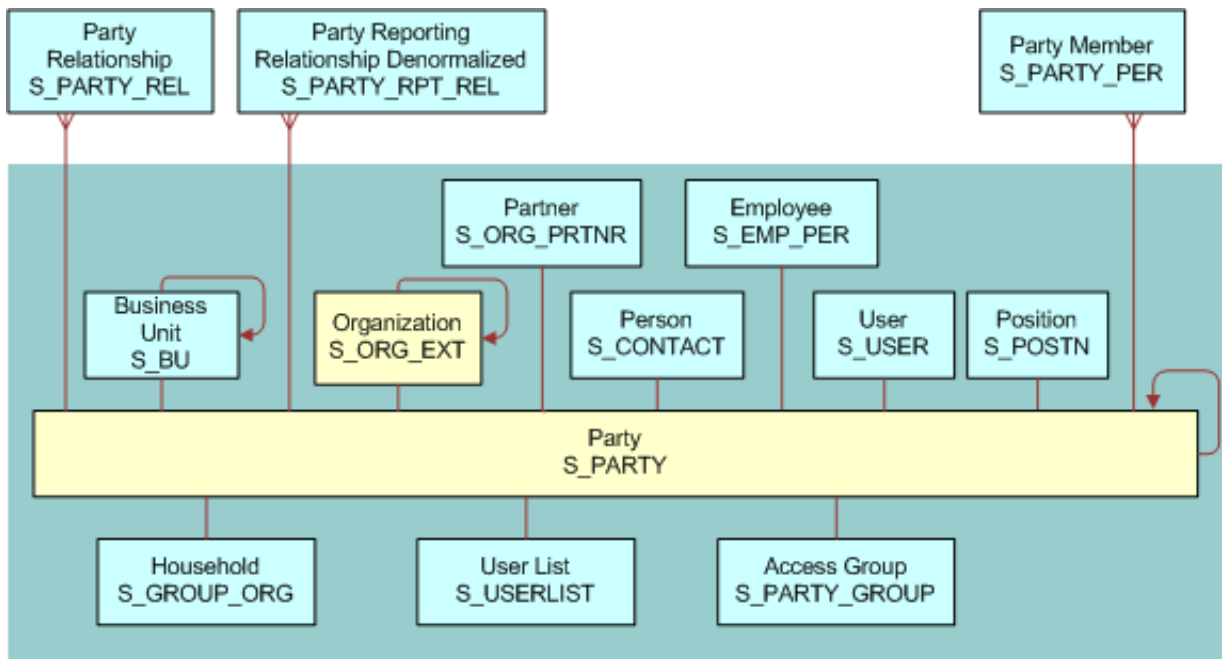 Party
Relationship
S_PARTY_REL
Party Reporting
Relationship Denormalized
S_PARTY_RPT_REL
Party Member
S_PARTY_PER
Partner
S_ORG_PRTNR
Employee
S_EMP_PER
Business
Unit
S_BU
Organization
S_ORG_EXT
Person
S_CONTACT
User
S_USER
Position
S_POSTN
Party
S_PARTY
Household
S_GROUP_ORG
User List
S_USERLIST
Access Group
S_PARTY_GROUP